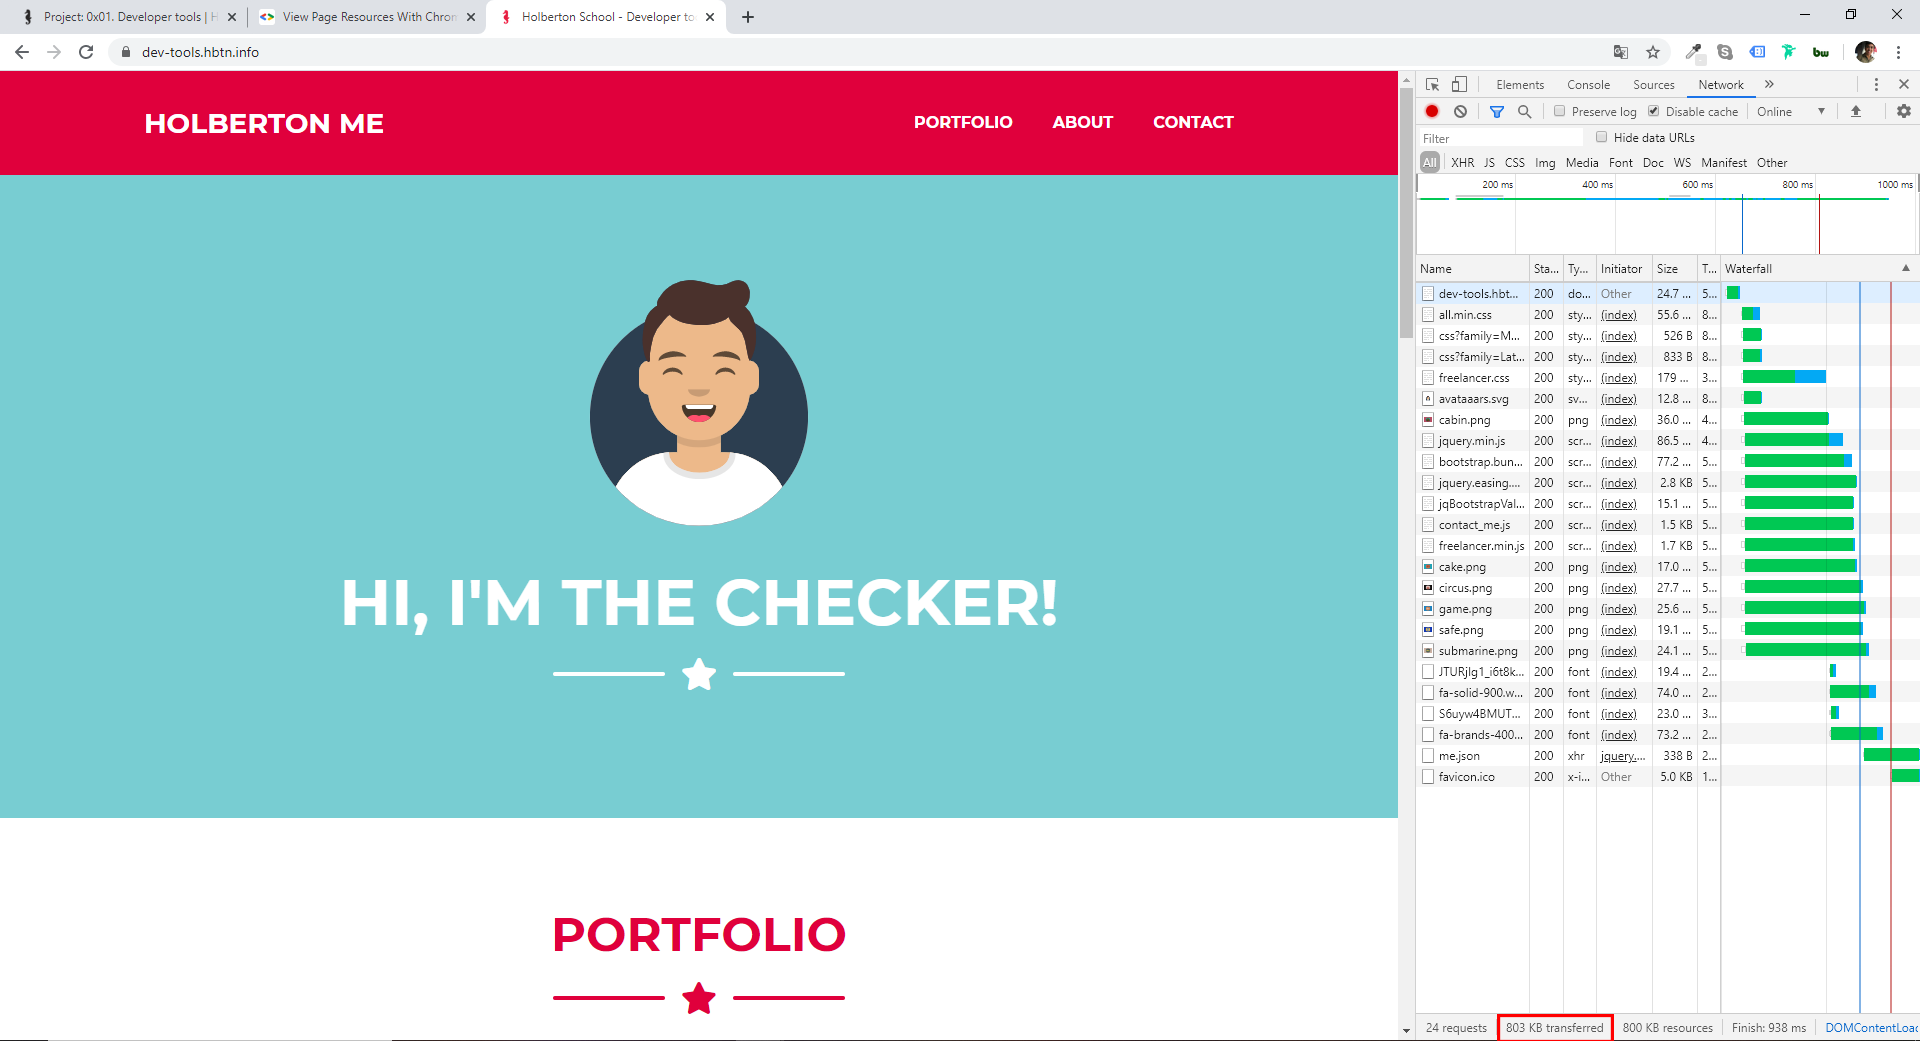 Project: 0x01. Developer tools | H
View Page Resources With Chrom
Holberton School - Developer to
dev-tools.hbtn.info
bw
HOLBERTON ME
PORTFOLIO ABOUT CONTACT
HI, I'M THE CHECKER!
PORTFOLIO
Elements Console Sources Network
Preserve log Disable cache Online
Filter Hide data URLs
All XHR JS CSS Img Media Font Doc WS Manifest Other
200 ms 400 ms 600 ms 800 ms 1000 ms
Name Sta... Ty... Initiator Size T... Waterfall
dev-tools.hbt... 200 do... Other 24.7 ... 5...
all.min.css 200 sty... (index) 55.6 ... 8...
css?family=M... 200 sty... (index) 526 B 8...
css?family=Lat... 200 sty... (index) 833 B 8...
freelancer.css 200 sty... (index) 179 ... 3...
avataaars.svg 200 sv... (index) 12.8 ... 8...
cabin.png 200 png (index) 36.0 ... 4...
jquery.min.js 200 scr... (index) 86.5 ... 4...
bootstrap.bun... 200 scr... (index) 77.2 ... 5...
jquery.easing.... 200 scr... (index) 2.8 KB 5...
jqBootstrapVal... 200 scr... (index) 15.1 ... 5...
contact_me.js 200 scr... (index) 1.5 KB 5...
freelancer.min.js 200 scr... (index) 1.7 KB 5...
cake.png 200 png (index) 17.0 ... 5...
circus.png 200 png (index) 27.7 ... 5...
game.png 200 png (index) 25.6 ... 5...
safe.png 200 png (index) 19.1 ... 5...
submarine.png 200 png (index) 24.1 ... 5...
JTURjIg1_i6t8k... 200 font (index) 19.4 ... 2...
fa-solid-900.w... 200 font (index) 74.0 ... 2...
S6uyw4BMUT... 200 font (index) 23.0 ... 3...
fa-brands-400... 200 font (index) 73.2 ... 2...
me.json 200 xhr jquery.... 338 B 2...
favicon.ico 200 x-i... Other 5.0 KB 1...
24 requests 803 KB transferred 800 KB resources Finish: 938 ms DOMContentLoad